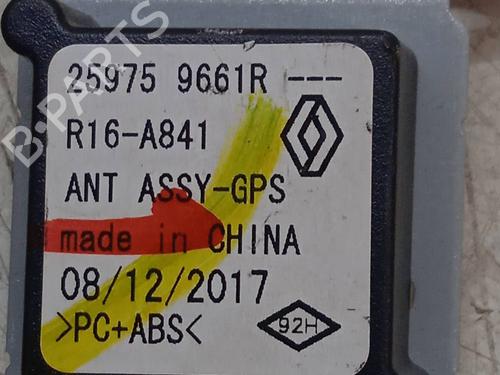 B-PARTS
25975 9661R ---
R16-A841
ANT ASSY-GPS
made in CHINA
08/12/2017
>PC+ABS<
92H